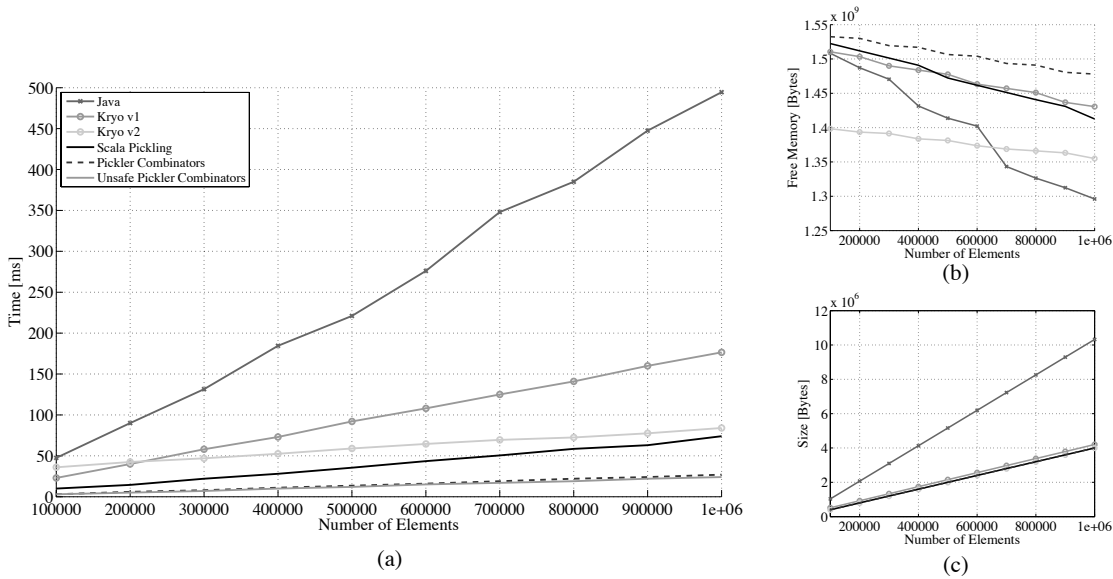 500
450
400
350
300
250
200
150
100
50
0
Time [ms]
Java
Kryo v1
Kryo v2
Scala Pickling
Pickler Combinators
Unsafe Pickler Combinators
100000 200000 300000 400000 500000 600000 700000 800000 900000 1e+06
Number of Elements
(a)
x 10^9
1.55
1.5
1.45
1.4
1.35
1.3
1.25
Free Memory [Bytes]
200000 400000 600000 800000 1e+06
Number of Elements
(b)
x 10^6
12
10
8
6
4
2
0
Size [Bytes]
200000 400000 600000 800000 1e+06
Number of Elements
(c)